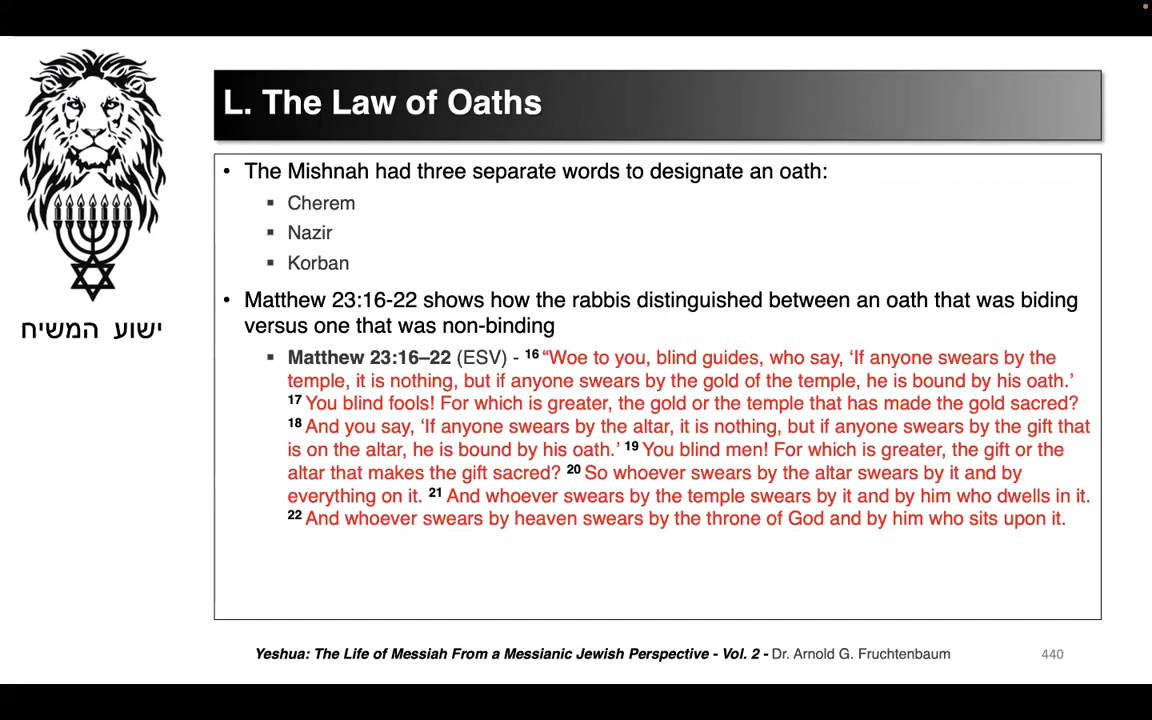 L. The Law of Oaths
• The Mishnah had three separate words to designate an oath:
▪ Cherem
▪ Nazir
▪ Korban
• Matthew 23:16-22 shows how the rabbis distinguished between an oath that was biding
versus one that was non-binding
▪ Matthew 23:16–22 (ESV) - 16 “Woe to you, blind guides, who say, ‘If anyone swears by the
temple, it is nothing, but if anyone swears by the gold of the temple, he is bound by his oath.’
17 You blind fools! For which is greater, the gold or the temple that has made the gold sacred?
18 And you say, ‘If anyone swears by the altar, it is nothing, but if anyone swears by the gift that
is on the altar, he is bound by his oath.’ 19 You blind men! For which is greater, the gift or the
altar that makes the gift sacred? 20 So whoever swears by the altar swears by it and by
everything on it. 21 And whoever swears by the temple swears by it and by him who dwells in it.
22 And whoever swears by heaven swears by the throne of God and by him who sits upon it.
ישוע המשיח
Yeshua: The Life of Messiah From a Messianic Jewish Perspective - Vol. 2 - Dr. Arnold G. Fruchtenbaum
440